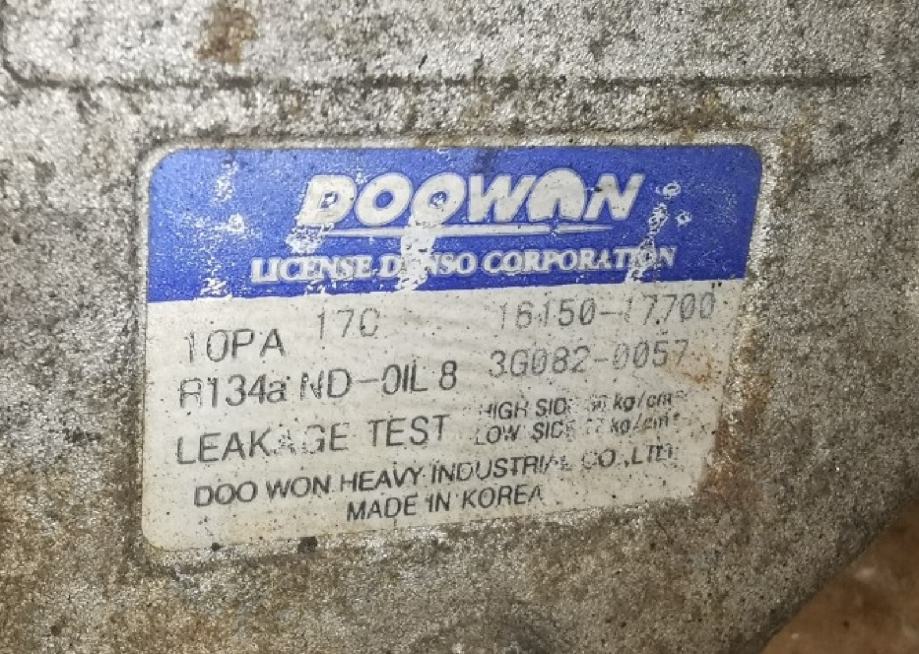 DOOWON
LICENSE DENSO CORPORATION
10PA 17C 16150-17700
R134a ND-OIL 8 3G082-0057
LEAKAGE TEST HIGH SIDE kg/cm²
LOW SIDE kg/cm²
DOO WON HEAVY INDUSTRIAL CO.,LTD.
MADE IN KOREA